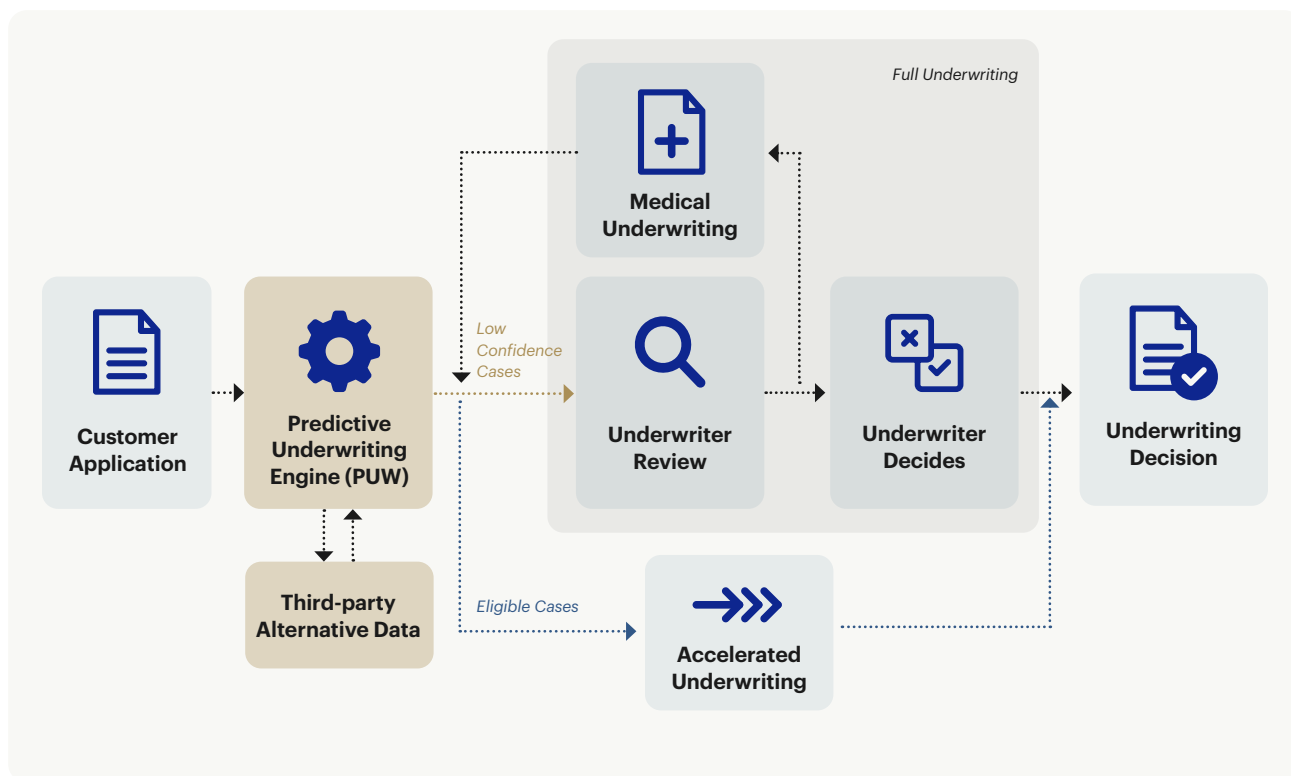 Full Underwriting
Medical
Underwriting
Customer
Application
Predictive
Underwriting
Engine (PUW)
Low
Confidence
Cases
Underwriter
Review
Underwriter
Decides
Underwriting
Decision
Third-party
Alternative Data
Eligible Cases
Accelerated
Underwriting